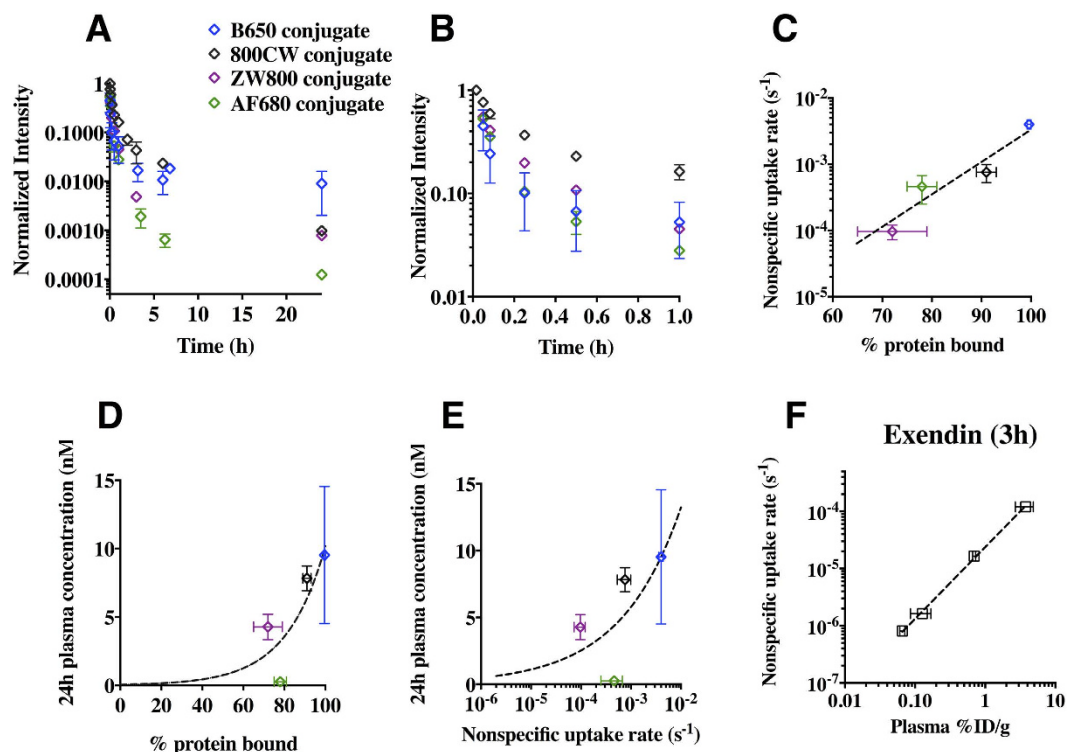 A
B650 conjugate
800CW conjugate
ZW800 conjugate
AF680 conjugate
Normalized Intensity
1
0.1000
0.0100
0.0010
0.0001
0 5 10 15 20
Time (h)
B
Normalized Intensity
1
0.10
0.01
0.0 0.2 0.4 0.6 0.8 1.0
Time (h)
C
Nonspecific uptake rate (s⁻¹)
10⁻²
10⁻³
10⁻⁴
10⁻⁵
60 70 80 90 100
% protein bound
D
24h plasma concentration (nM)
15
10
5
0
0 20 40 60 80 100
% protein bound
E
24h plasma concentration (nM
15
10
5
0
10⁻⁶ 10⁻⁵ 10⁻⁴ 10⁻³ 10⁻²
Nonspecific uptake rate (s⁻¹)
F
Exendin (3h)
Nonspecific uptake rate (s⁻¹)
10⁻⁴
10⁻⁵
10⁻⁶
10⁻⁷
0.01 0.1 1 10
Plasma %ID/g